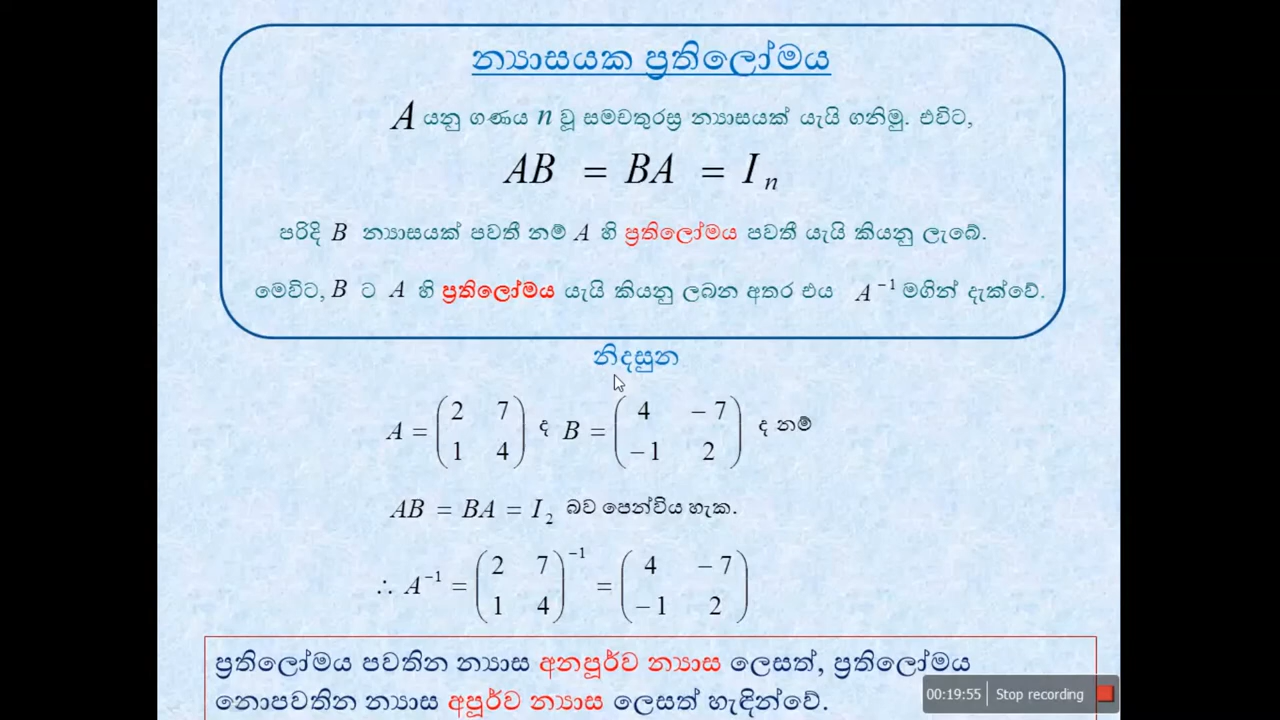 න්‍යාසයක ප්‍රතිලෝමය
A යනු ගණය n වූ සමචතුරස්‍ර න්‍යාසයක් යැයි ගනිමු. එවිට,
AB = BA = Iₙ
පරිදි B න්‍යාසයක් පවතී නම් A හි ප්‍රතිලෝමය පවතී යැයි කියනු ලැබේ.
මෙවිට, B ට A හි ප්‍රතිලෝමය යැයි කියනු ලබන අතර එය A⁻¹ මගින් දැක්වේ.
නිදසුන
A = (2 7; 1 4) ද B = (4 −7; −1 2) ද නම්
AB = BA = I₂ බව පෙන්විය හැක.
∴ A⁻¹ = (2 7; 1 4)⁻¹ = (4 −7; −1 2)
ප්‍රතිලෝමය පවතින න්‍යාස අනපූර්ව න්‍යාස ලෙසත්, ප්‍රතිලෝමය
නොපවතින න්‍යාස අපූර්ව න්‍යාස ලෙසත් හැඳින්වේ.
00:19:55 Stop recording